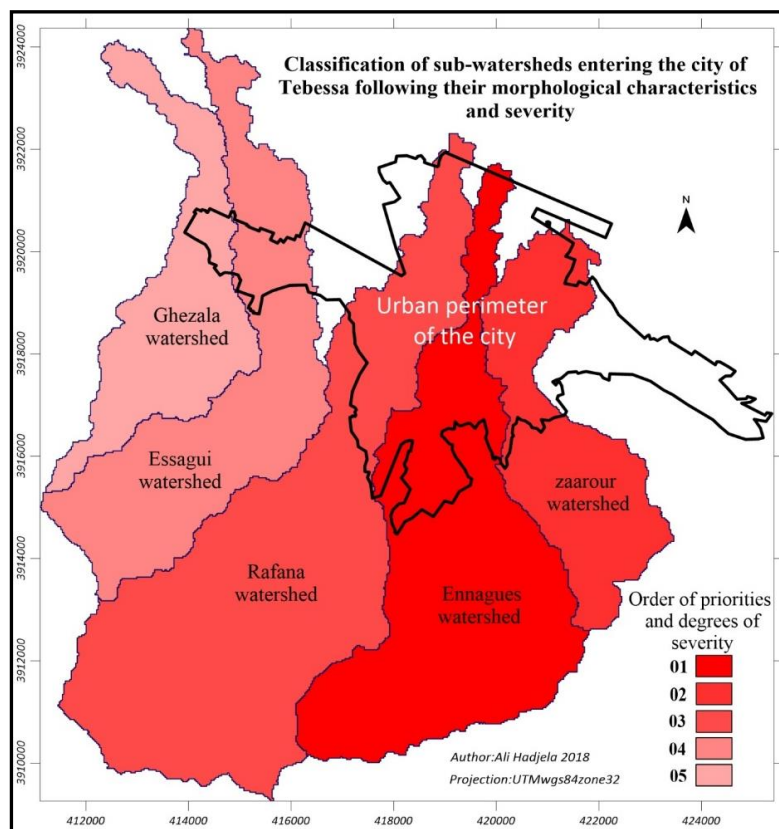 Classification of sub-watersheds entering the city of
Tebessa following their morphological characteristics
and severity
N
Urban perimeter
of the city
Ghezala
watershed
Essagui
watershed
zaarour
watershed
Rafana
watershed
Ennagues
watershed
Order of priorities
and degrees of
severity
01
02
03
04
05
Author:Ali Hadjela 2018
Projection:UTMwgs84zone32
3924000
3922000
3920000
3918000
3916000
3914000
3912000
3910000
412000 414000 416000 418000 420000 422000 424000